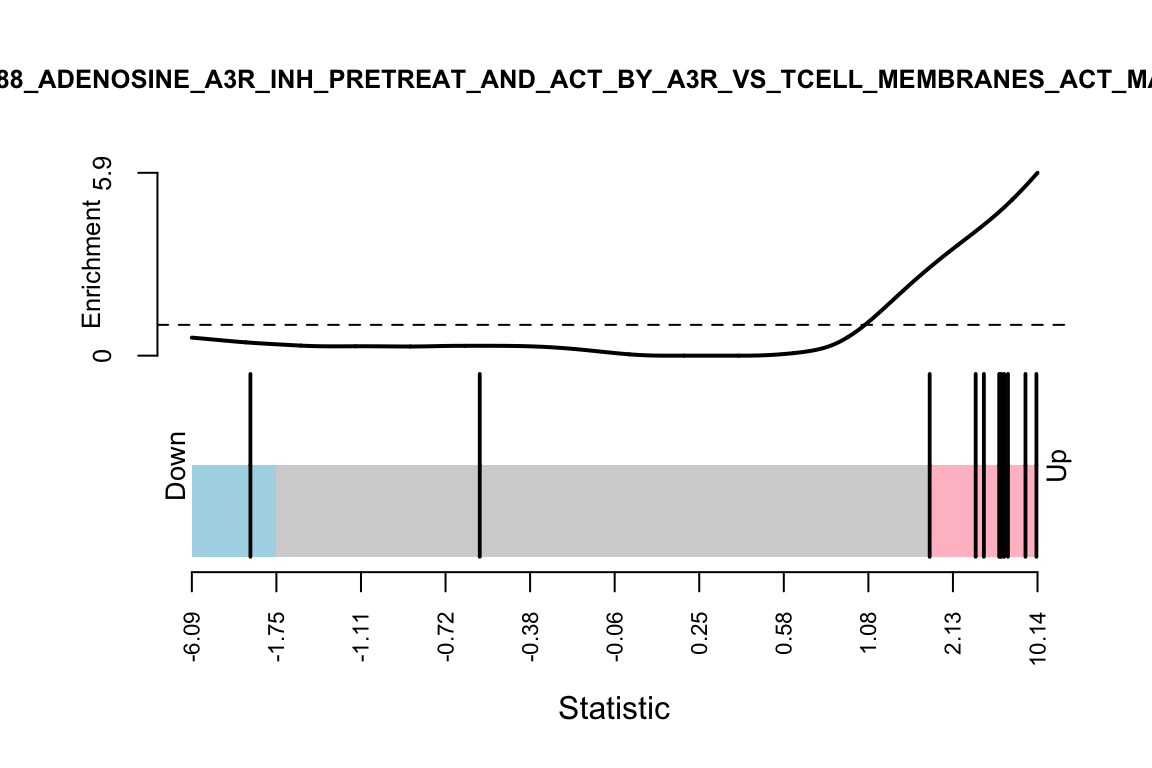 88_ADENOSINE_A3R_INH_PRETREAT_AND_ACT_BY_A3R_VS_TCELL_MEMBRANES_ACT_MA
5.9
Enrichment
0
Down
Up
-6.09 -1.75 -1.11 -0.72 -0.38 -0.06 0.25 0.58 1.08 2.13 10.14
Statistic